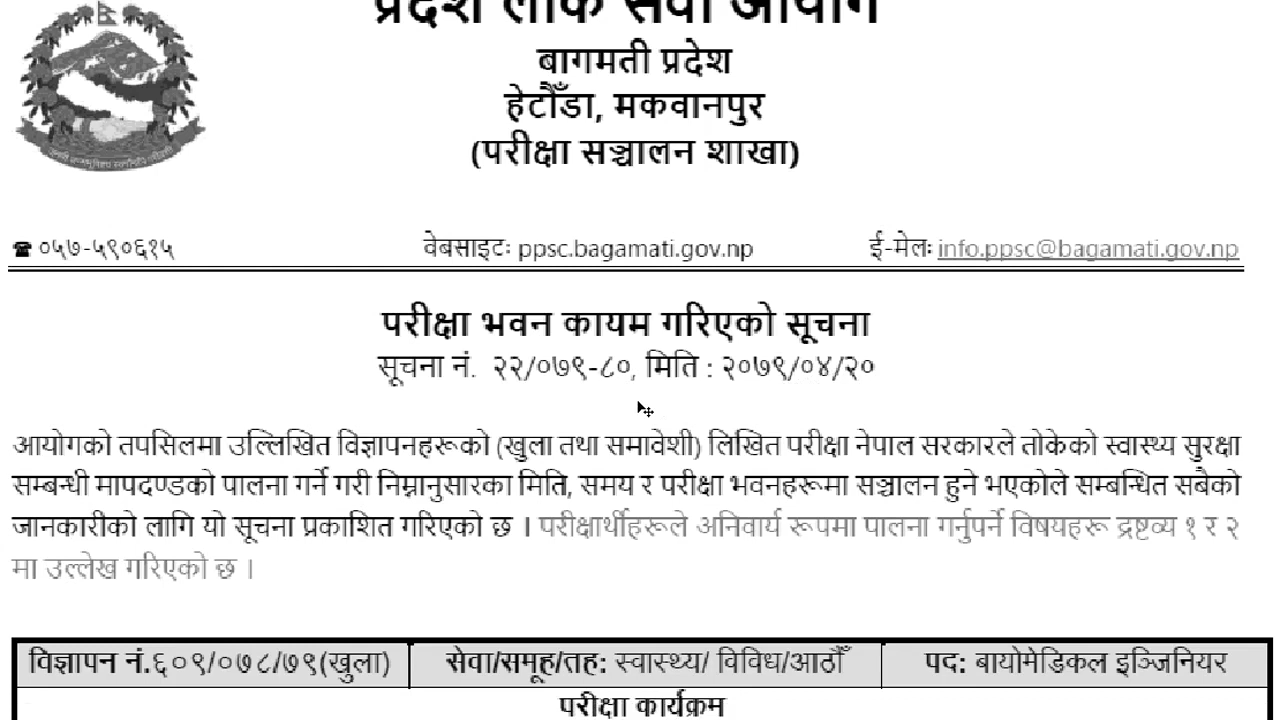 प्रदेश लोक सेवा आयोग
बागमती प्रदेश
हेटौँडा, मकवानपुर
(परीक्षा सञ्चालन शाखा)
☎ ०५७-५९०६१५ वेबसाइटः ppsc.bagamati.gov.np ई-मेलः info.ppsc@bagamati.gov.np
परीक्षा भवन कायम गरिएको सूचना
सूचना नं. २२/०७९-८०, मिति : २०७९/०४/२०
आयोगको तपसिलमा उल्लिखित विज्ञापनहरूको (खुला तथा समावेशी) लिखित परीक्षा नेपाल सरकारले तोकेको स्वास्थ्य सुरक्षा
सम्बन्धी मापदण्डको पालना गर्ने गरी निम्नानुसारका मिति, समय र परीक्षा भवनहरूमा सञ्चालन हुने भएकोले सम्बन्धित सबैको
जानकारीको लागि यो सूचना प्रकाशित गरिएको छ । परीक्षार्थीहरूले अनिवार्य रूपमा पालना गर्नुपर्ने विषयहरू द्रष्टव्य १ र २
मा उल्लेख गरिएको छ ।
विज्ञापन नं.६०९/०७८/७९(खुला) सेवा/समूह/तह: स्वास्थ्य/ विविध/आठौँ पद: बायोमेडिकल इञ्जिनियर
परीक्षा कार्यक्रम